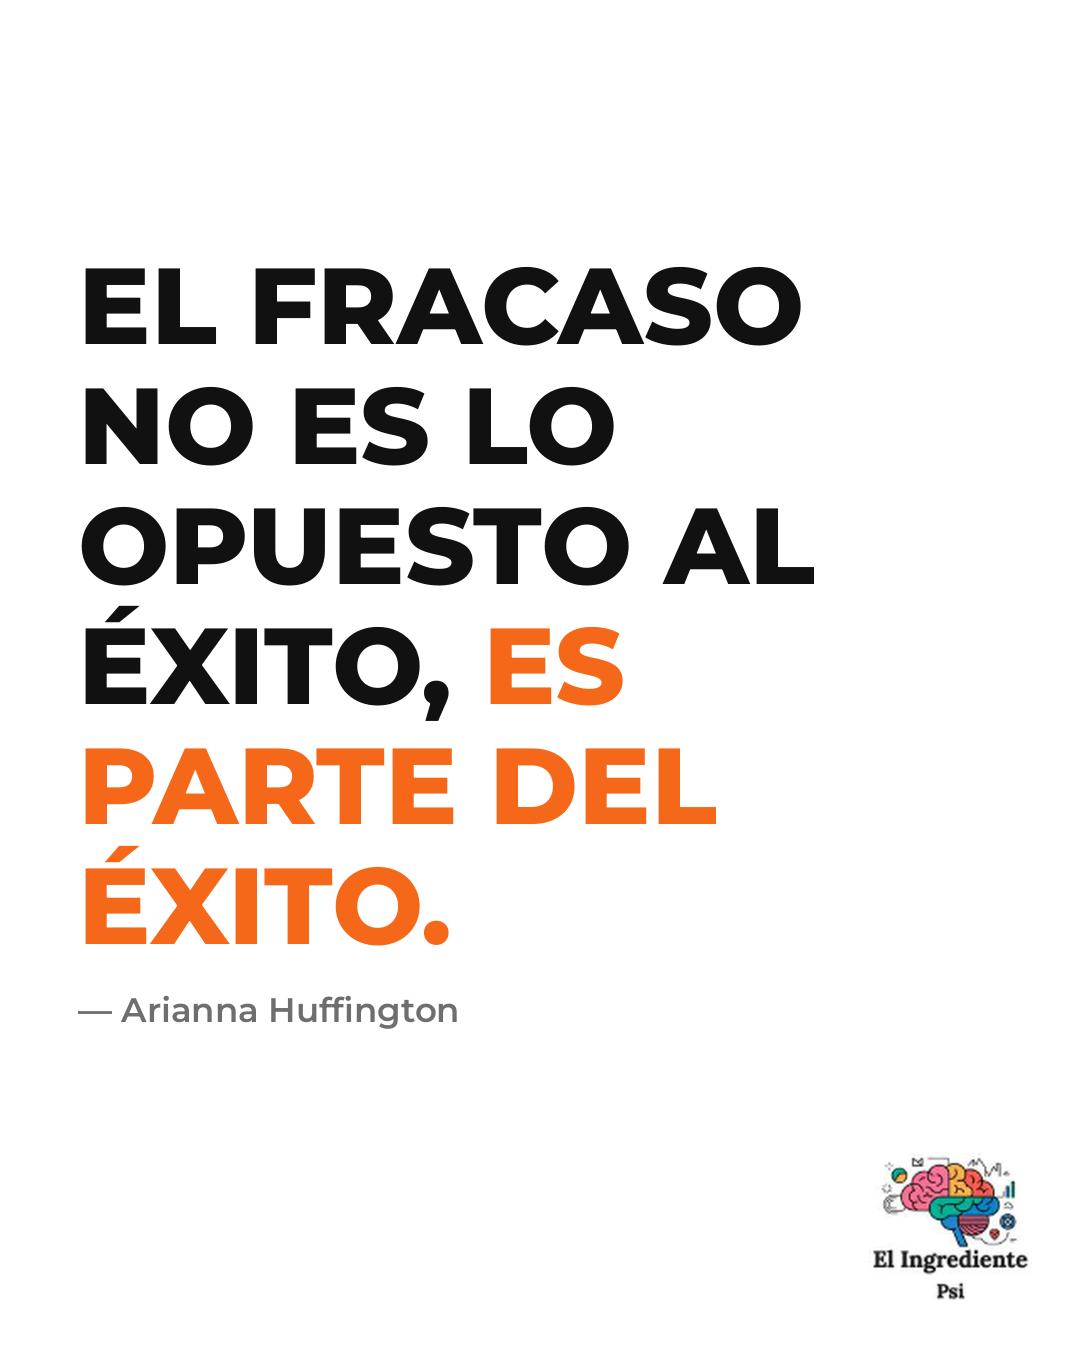 EL FRACASO
NO ES LO
OPUESTO AL
ÉXITO, ES
PARTE DEL
ÉXITO.
— Arianna Huffington
El Ingrediente
Psi